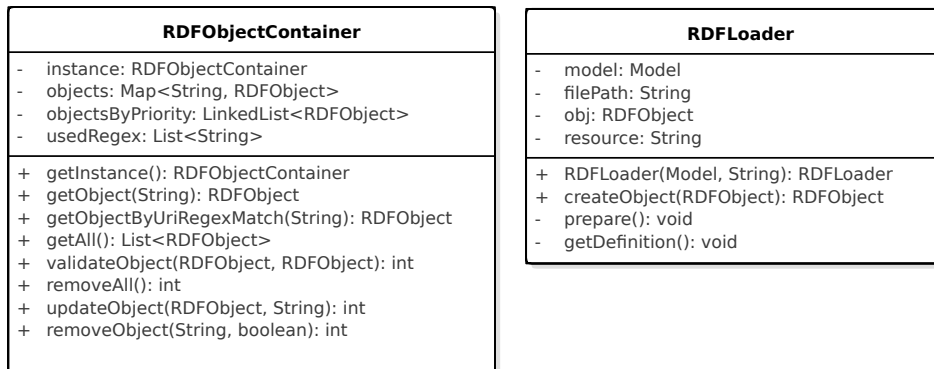 RDFObjectContainer
- instance: RDFObjectContainer
- objects: Map<String, RDFObject>
- objectsByPriority: LinkedList<RDFObject>
- usedRegex: List<String>
+ getInstance(): RDFObjectContainer
+ getObject(String): RDFObject
+ getObjectByUriRegexMatch(String): RDFObject
+ getAll(): List<RDFObject>
+ validateObject(RDFObject, RDFObject): int
+ removeAll(): int
+ updateObject(RDFObject, String): int
+ removeObject(String, boolean): int
RDFLoader
- model: Model
- filePath: String
- obj: RDFObject
- resource: String
+ RDFLoader(Model, String): RDFLoader
+ createObject(RDFObject): RDFObject
- prepare(): void
- getDefinition(): void